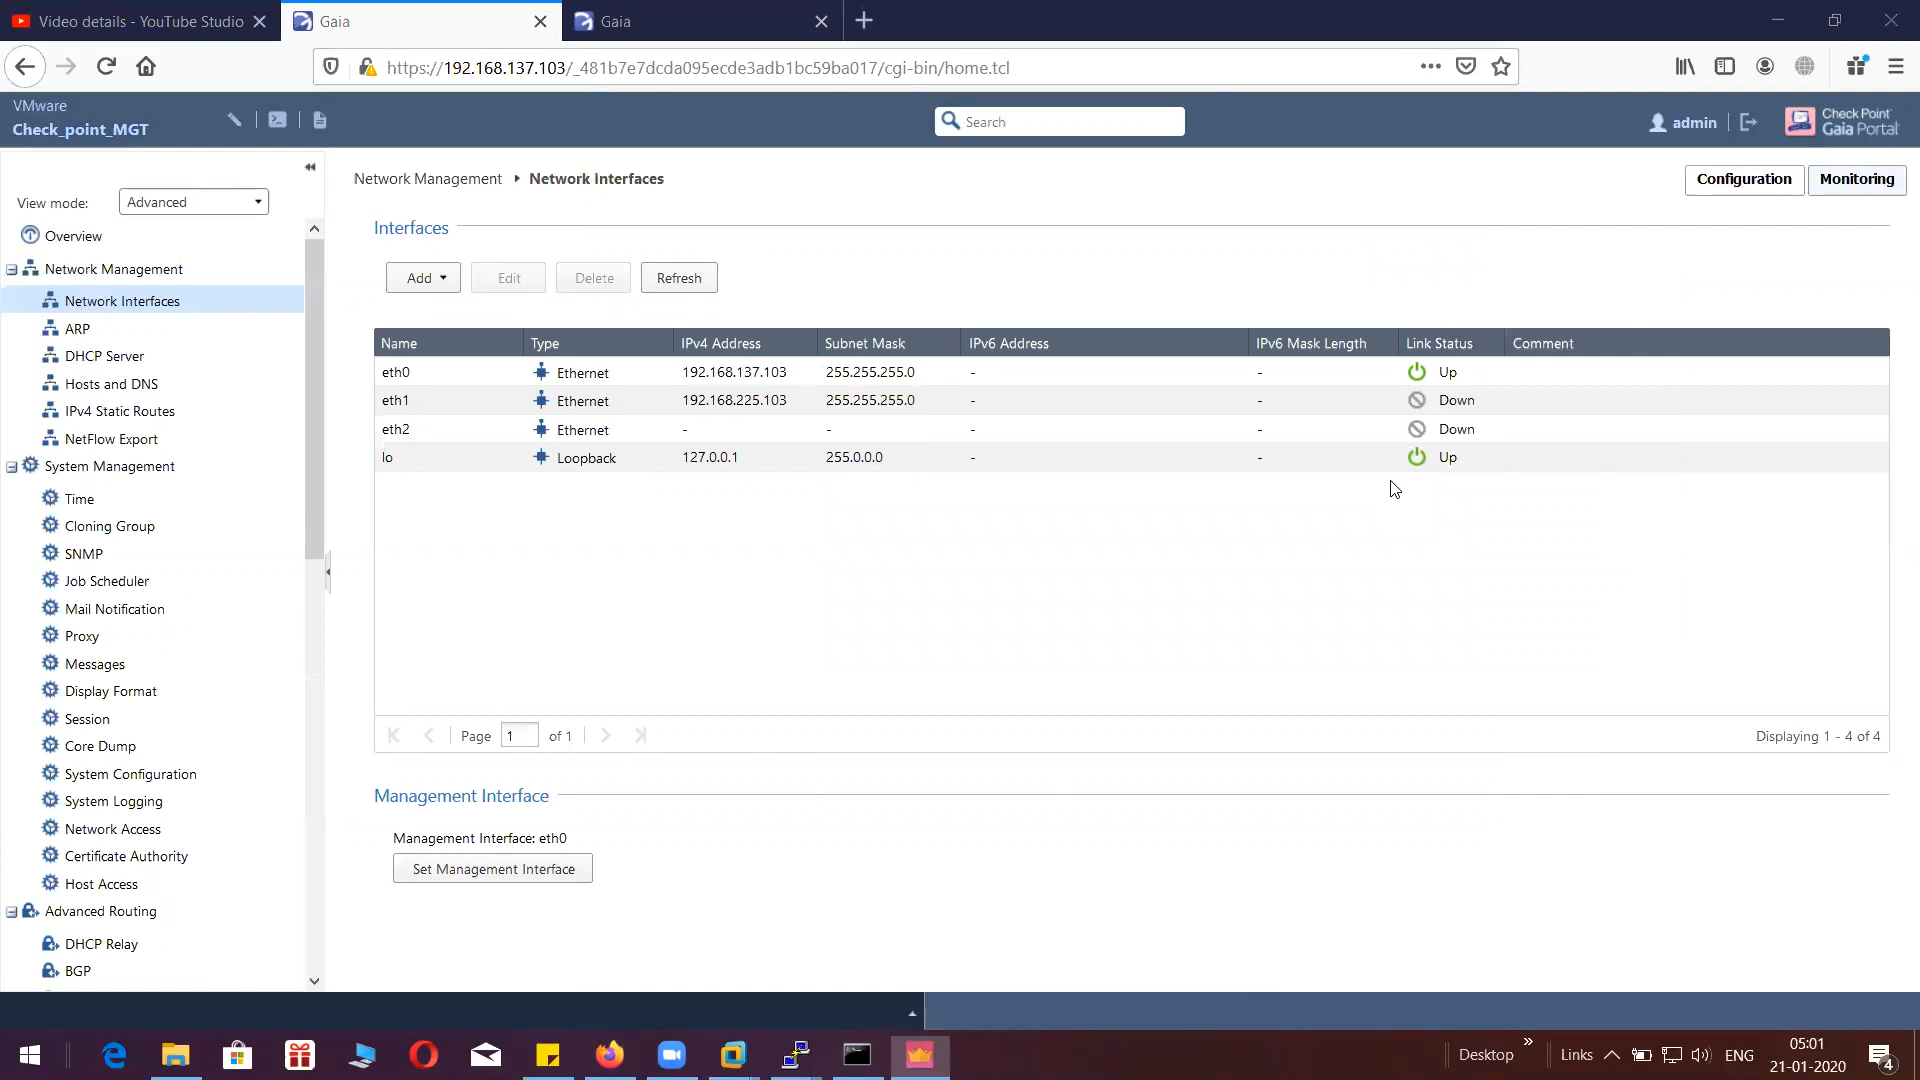 Video details - YouTube Studio
Gaia
Gaia
https://192.168.137.103/_481b7e7dcda095ecde3adb1bc59ba017/cgi-bin/home.tcl
VMware
Check_point_MGT
Search
admin
Check Point
Gaia Portal
View mode: Advanced
Overview
Network Management
Network Interfaces
ARP
DHCP Server
Hosts and DNS
IPv4 Static Routes
NetFlow Export
System Management
Time
Cloning Group
SNMP
Job Scheduler
Mail Notification
Proxy
Messages
Display Format
Session
Core Dump
System Configuration
System Logging
Network Access
Certificate Authority
Host Access
Advanced Routing
DHCP Relay
BGP
Network Management Network Interfaces
Configuration Monitoring
Interfaces
Add Edit Delete Refresh
Name Type IPv4 Address Subnet Mask IPv6 Address IPv6 Mask Length Link Status Comment
eth0 Ethernet 192.168.137.103 255.255.255.0 - - Up
eth1 Ethernet 192.168.225.103 255.255.255.0 - - Down
eth2 Ethernet - - - - Down
lo Loopback 127.0.0.1 255.0.0.0 - - Up
Page 1 of 1
Displaying 1 - 4 of 4
Management Interface
Management Interface: eth0
Set Management Interface
Desktop » Links ENG
05:01
21-01-2020
4